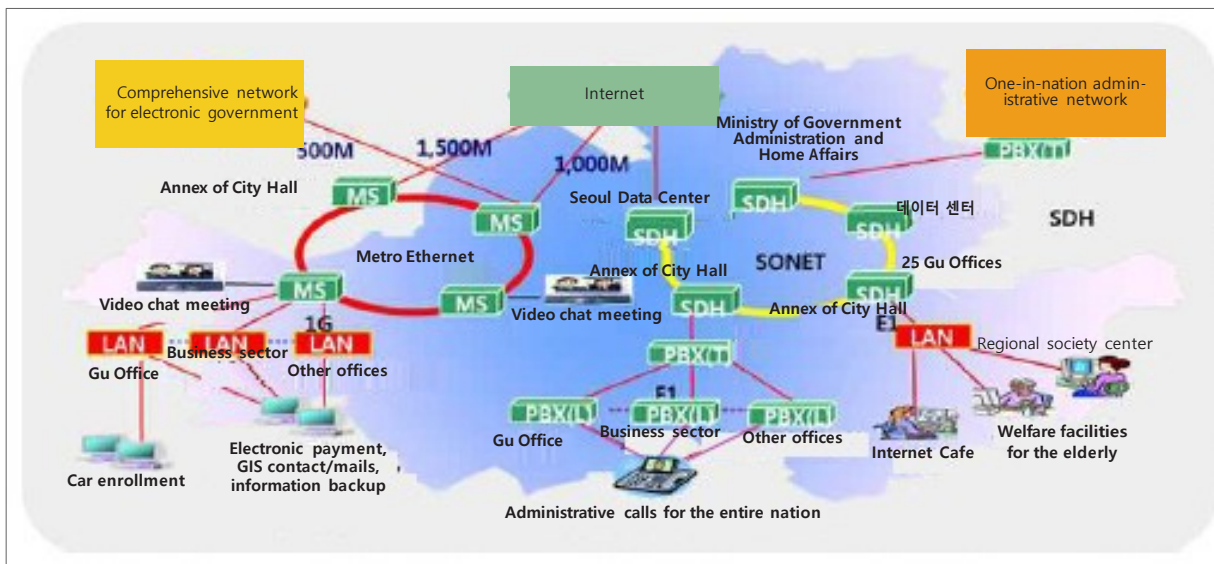 Comprehensive network
for electronic government
Internet
One-in-nation admin-
istrative network
Ministry of Government
Administration and
Home Affairs
PBX(T)
500M
1,500M
1,000M
Annex of City Hall
MS
Seoul Data Center
SDH
데이터 센터
SDH
MS
SDH
SDH
Metro Ethernet
Annex of City Hall
SONET
25 Gu Offices
Video chat meeting
MS
MS
Video chat meeting
SDH
Annex of City Hall
SDH
1G
E1
LAN
LAN
LAN
Business sector
Gu Office
Other offices
PBX(T)
LAN
Regional society center
E1
PBX(L)
PBX(L)
PBX(L)
Gu Office
Business sector
Other offices
Internet Cafe
Welfare facilities
for the elderly
Car enrollment
Electronic payment,
GIS contact/mails,
information backup
Administrative calls for the entire nation